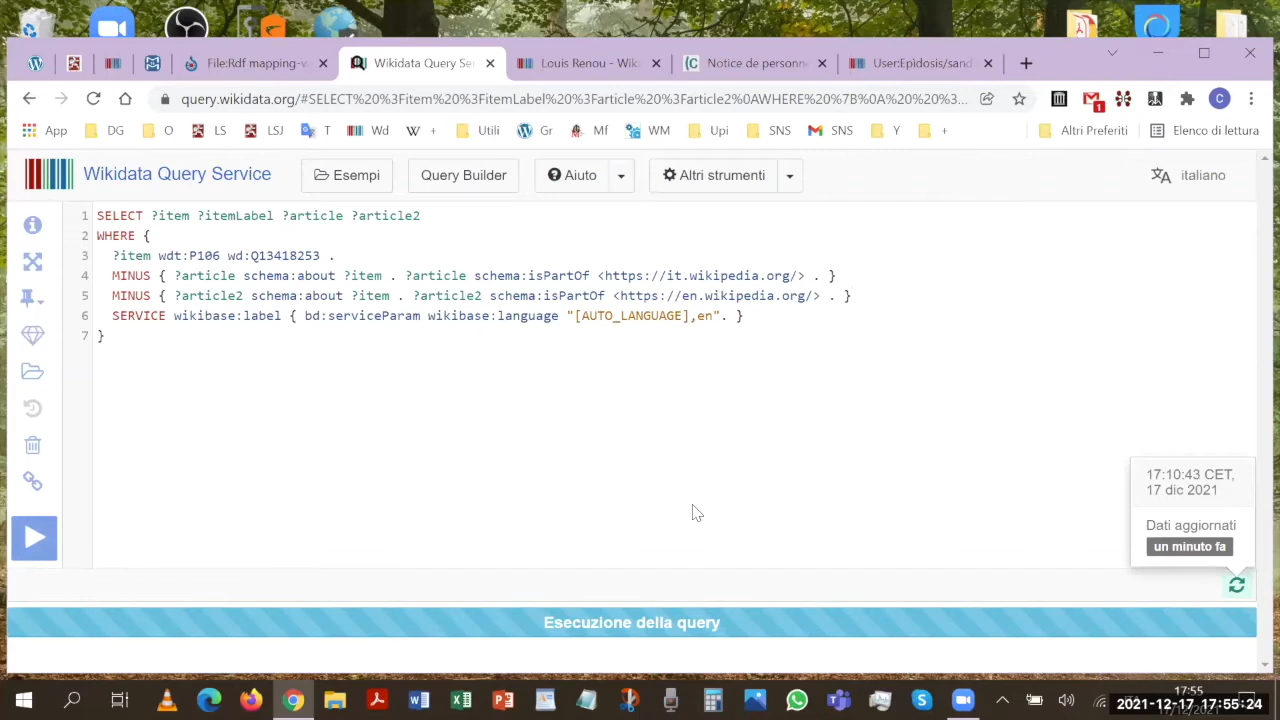 File:Rdf mapping-v
Wikidata Query Se
Louis Renou - Wik
Notice de personn
User:Epìdosis/sand
query.wikidata.org/#SELECT%20%3Fitem%20%3FitemLabel%20%3Farticle%20%3Farticle2%0AWHERE%20%7B%0A%20%20%3...
1
C
App
DG
O
LS
LSJ
T
Wd
+
Utili
Gr
Mf
WM
Upi
SNS
SNS
Y
+
Altri Preferiti
Elenco di lettura
Wikidata Query Service
Esempi
Query Builder
Aiuto
Altri strumenti
italiano
1 SELECT ?item ?itemLabel ?article ?article2
2 WHERE {
3 ?item wdt:P106 wd:Q13418253 .
4 MINUS { ?article schema:about ?item . ?article schema:isPartOf <https://it.wikipedia.org/> . }
5 MINUS { ?article2 schema:about ?item . ?article2 schema:isPartOf <https://en.wikipedia.org/> . }
6 SERVICE wikibase:label { bd:serviceParam wikibase:language "[AUTO_LANGUAGE],en". }
7 }
17:10:43 CET,
17 dic 2021
Dati aggiornati
un minuto fa
Esecuzione della query
17:55
2021-12-17 17:55:24